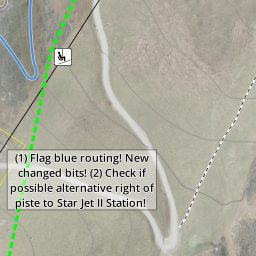 (1) Flag blue routing! New
changed bits! (2) Check if
possible alternative right of
piste to Star Jet II Station!